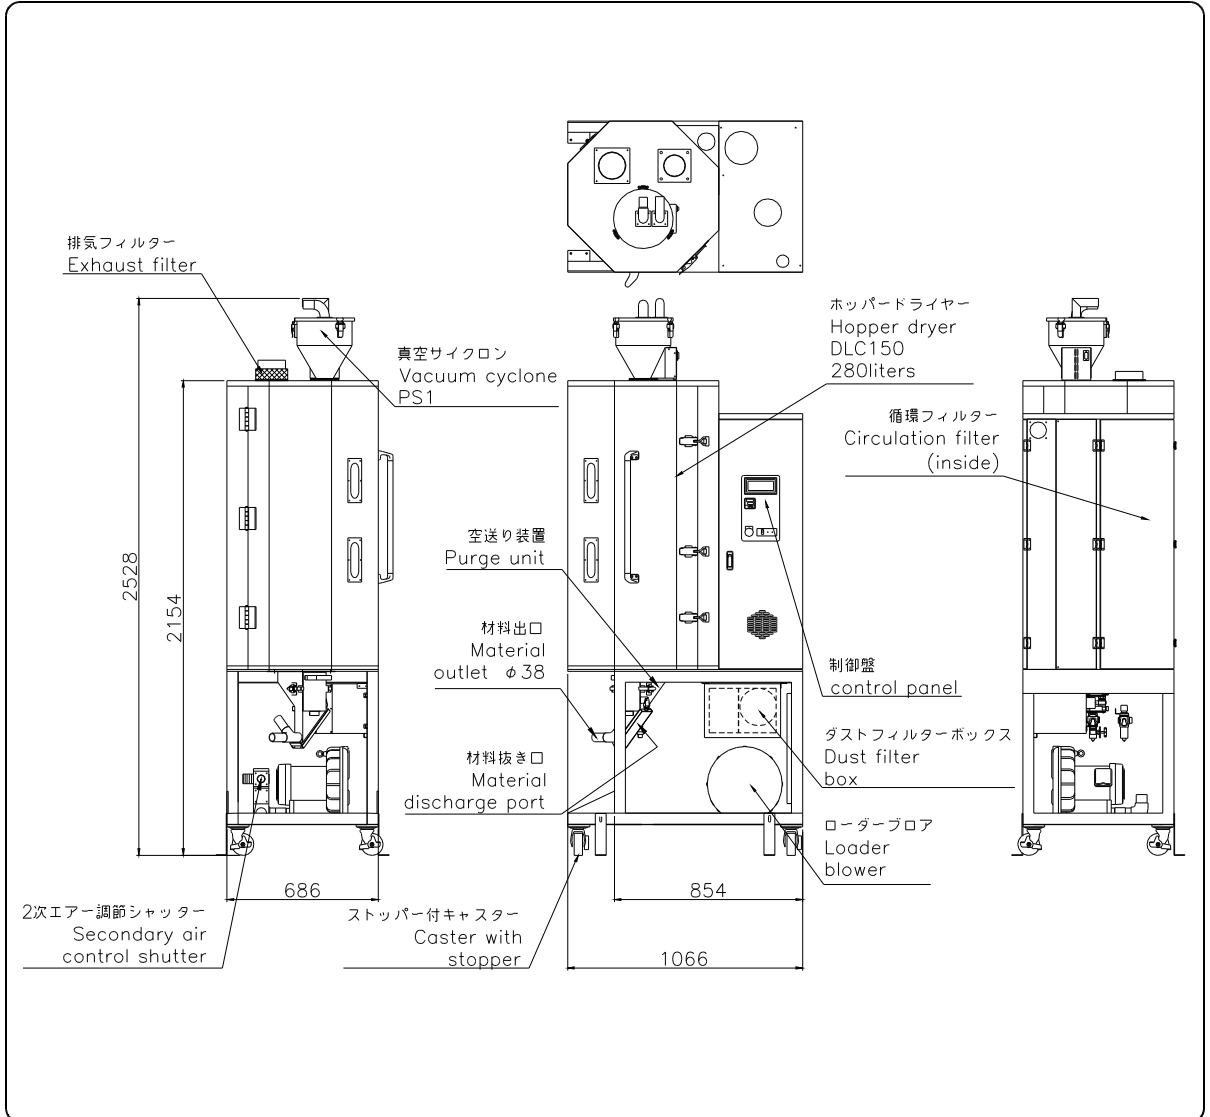 排気フィルター
Exhaust filter
真空サイクロン
Vacuum cyclone
PS1
ホッパードライヤー
Hopper dryer
DLC150
280liters
循環フィルター
Circulation filter
(inside)
空送り装置
Purge unit
材料出口
Material
outlet φ38
材料抜き口
Material
discharge port
制御盤
control panel
ダストフィルターボックス
Dust filter
box
ローダーブロア
Loader
blower
2528
2154
686
854
1066
2次エアー調節シャッター
Secondary air
control shutter
ストッパー付キャスター
Caster with
stopper